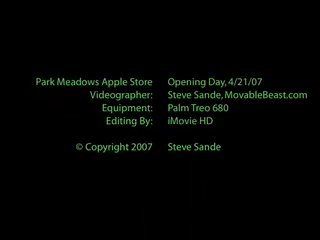 Park Meadows Apple Store Opening Day, 4/21/07
Videographer: Steve Sande, MovableBeast.com
Equipment: Palm Treo 680
Editing By: iMovie HD
© Copyright 2007 Steve Sande